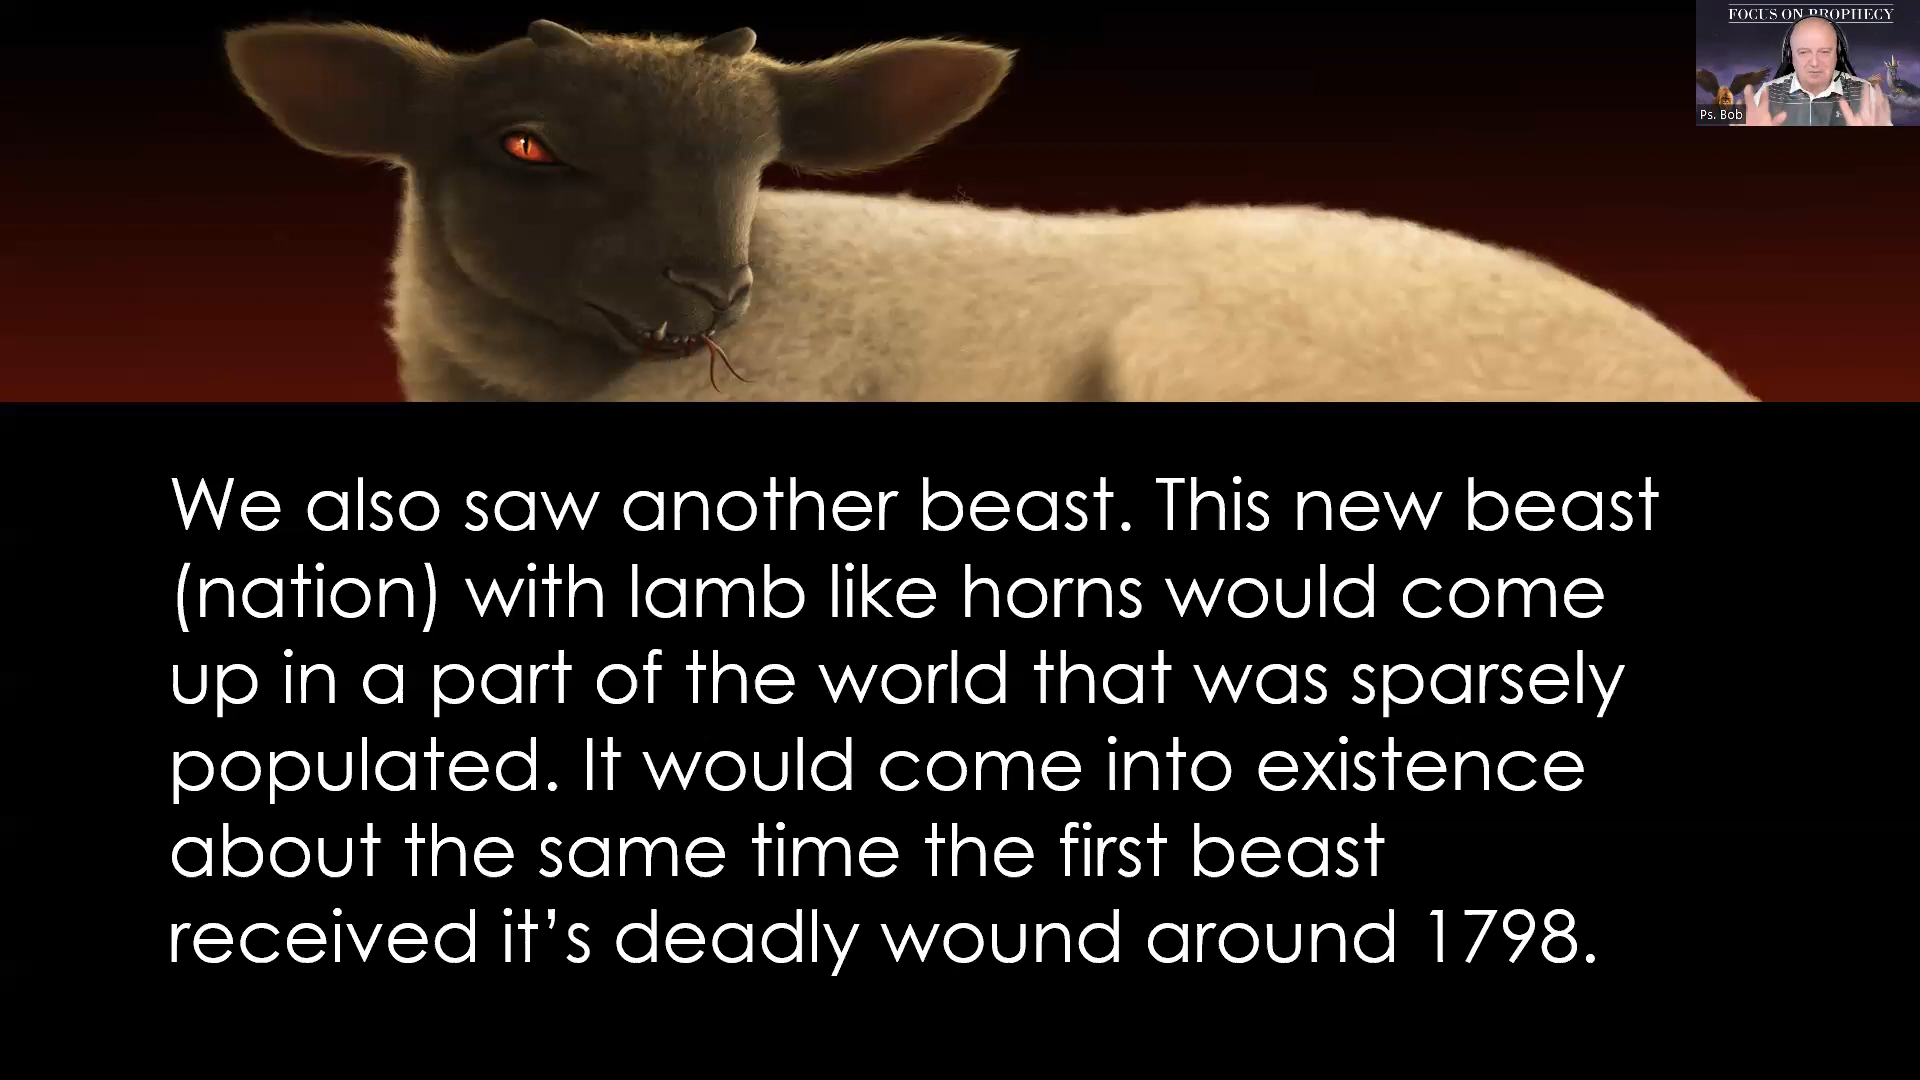 FOCUS ON PROPHECY
Ps. Bob
We also saw another beast. This new beast
(nation) with lamb like horns would come
up in a part of the world that was sparsely
populated. It would come into existence
about the same time the first beast
received it’s deadly wound around 1798.